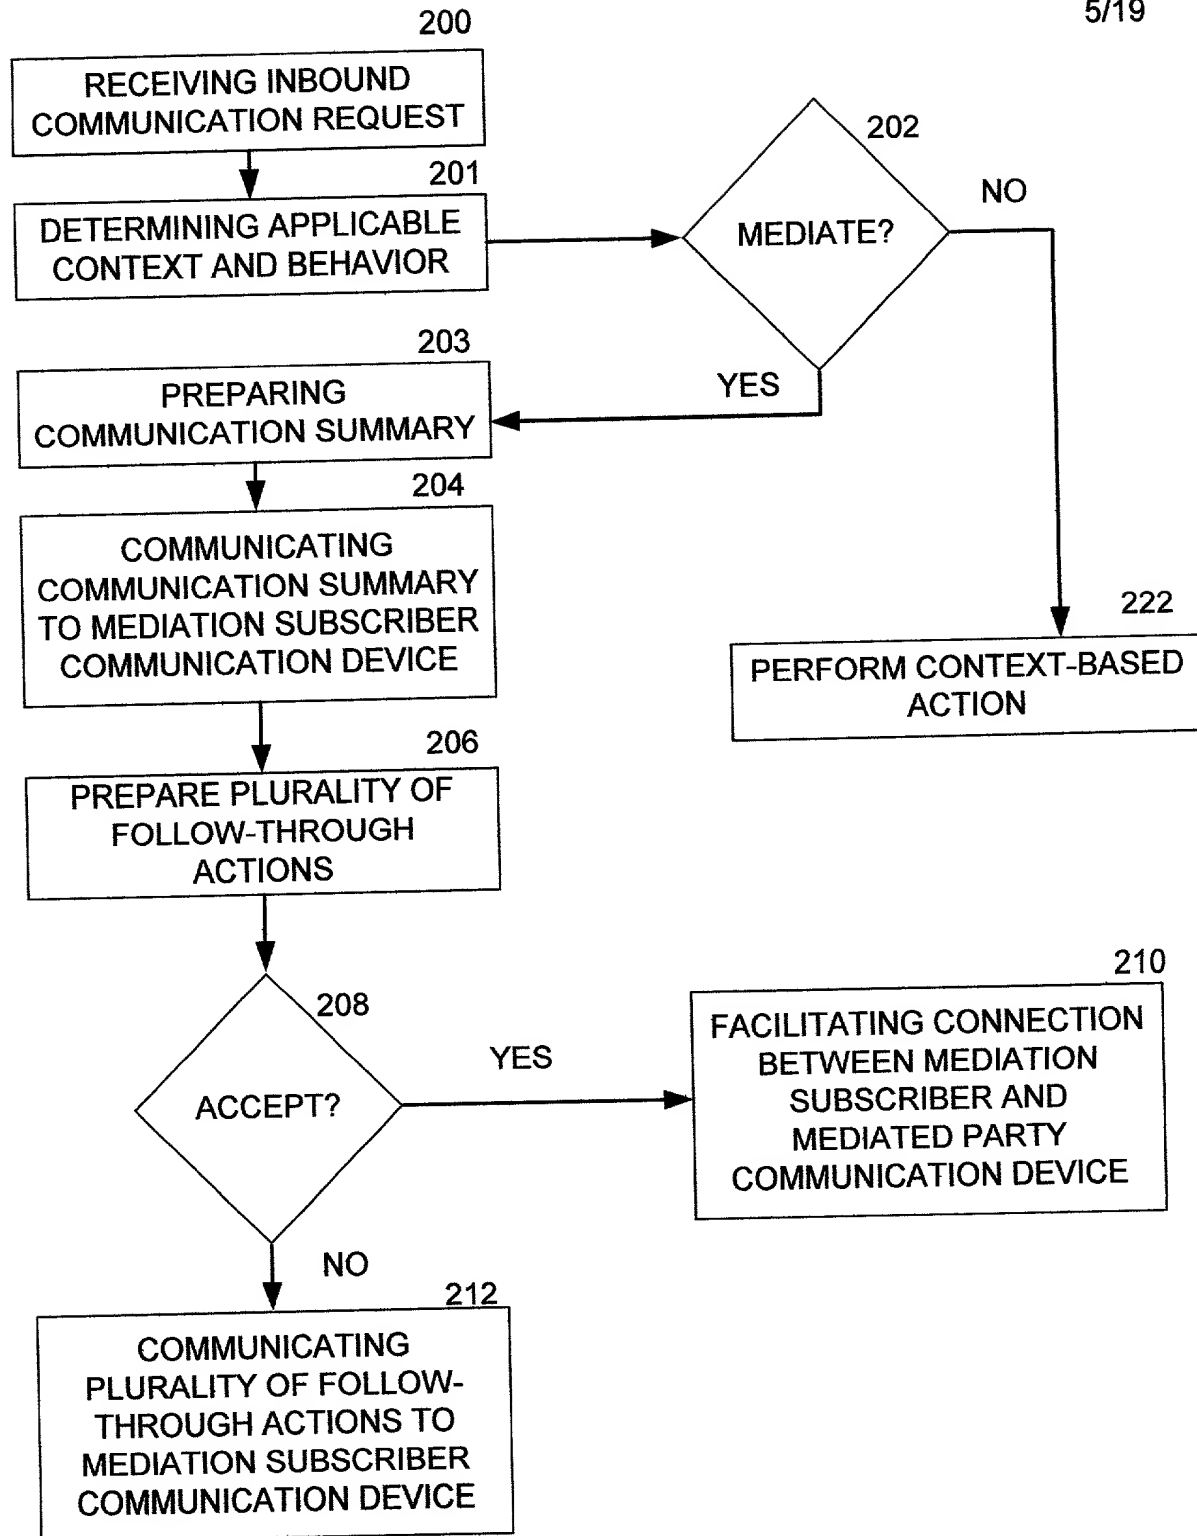 5/19
200
RECEIVING INBOUND
COMMUNICATION REQUEST
201
DETERMINING APPLICABLE
CONTEXT AND BEHAVIOR
202
MEDIATE?
NO
YES
203
PREPARING
COMMUNICATION SUMMARY
204
COMMUNICATING
COMMUNICATION SUMMARY
TO MEDIATION SUBSCRIBER
COMMUNICATION DEVICE
222
PERFORM CONTEXT-BASED
ACTION
206
PREPARE PLURALITY OF
FOLLOW-THROUGH
ACTIONS
208
ACCEPT?
YES
210
FACILITATING CONNECTION
BETWEEN MEDIATION
SUBSCRIBER AND
MEDIATED PARTY
COMMUNICATION DEVICE
NO
212
COMMUNICATING
PLURALITY OF FOLLOW-
THROUGH ACTIONS TO
MEDIATION SUBSCRIBER
COMMUNICATION DEVICE